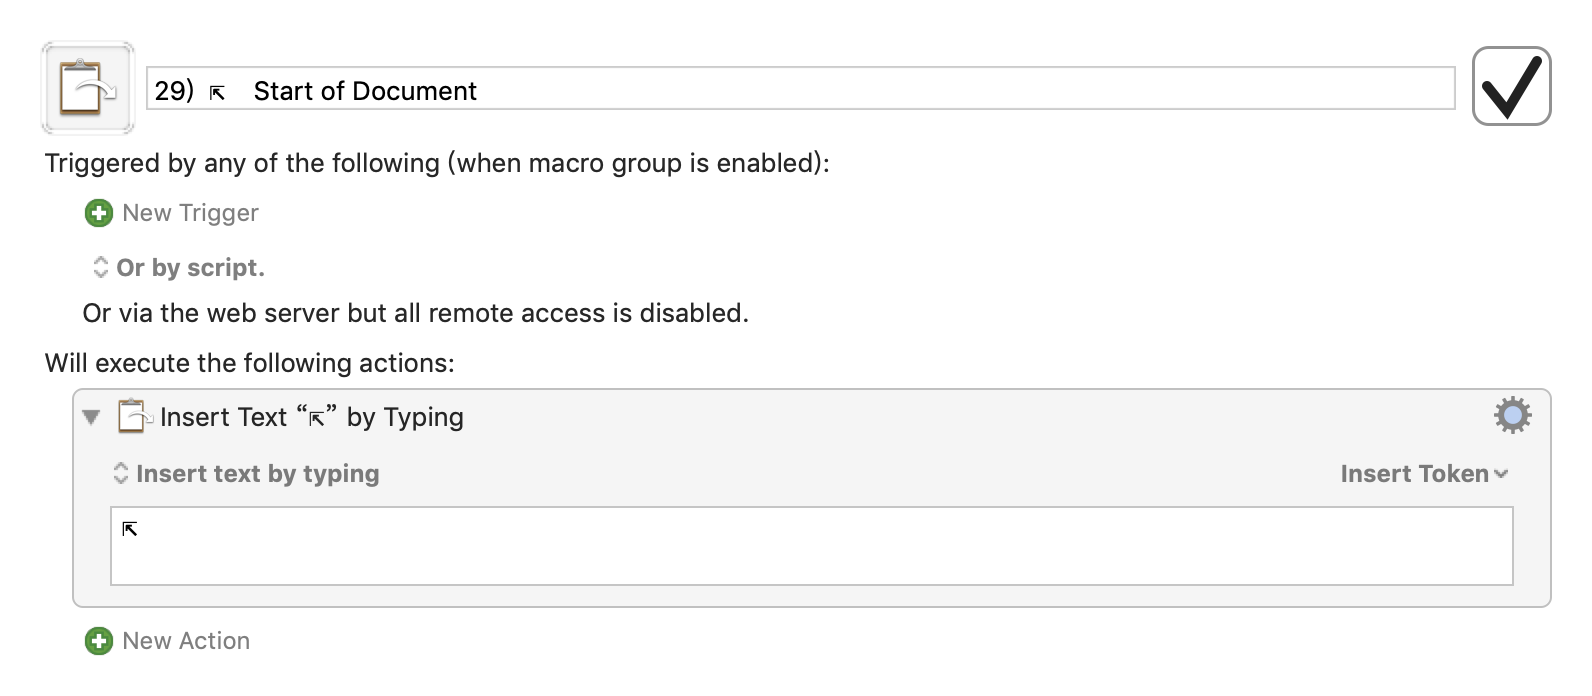 29) ⇱ Start of Document
Triggered by any of the following (when macro group is enabled):
New Trigger
Or by script.
Or via the web server but all remote access is disabled.
Will execute the following actions:
Insert Text “⇱” by Typing
Insert text by typing Insert Token
⇱
New Action